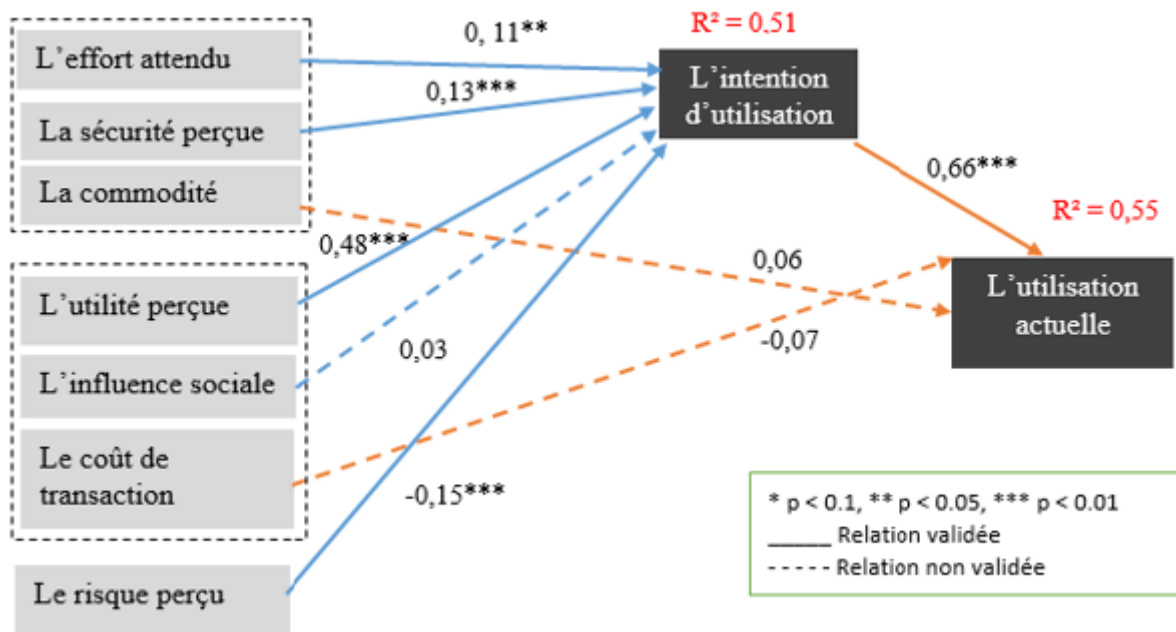 L'effort attendu
0, 11**
R² = 0,51
La sécurité perçue
0,13***
L'intention
d'utilisation
La commodité
0,66***
R² = 0,55
0,48***
0,06
L'utilité perçue
L'utilisation
actuelle
0,03
-0,07
L'influence sociale
Le coût de
transaction
-0,15***
* p < 0.1, ** p < 0.05, *** p < 0.01
_____ Relation validée
- - - - - Relation non validée
Le risque perçu